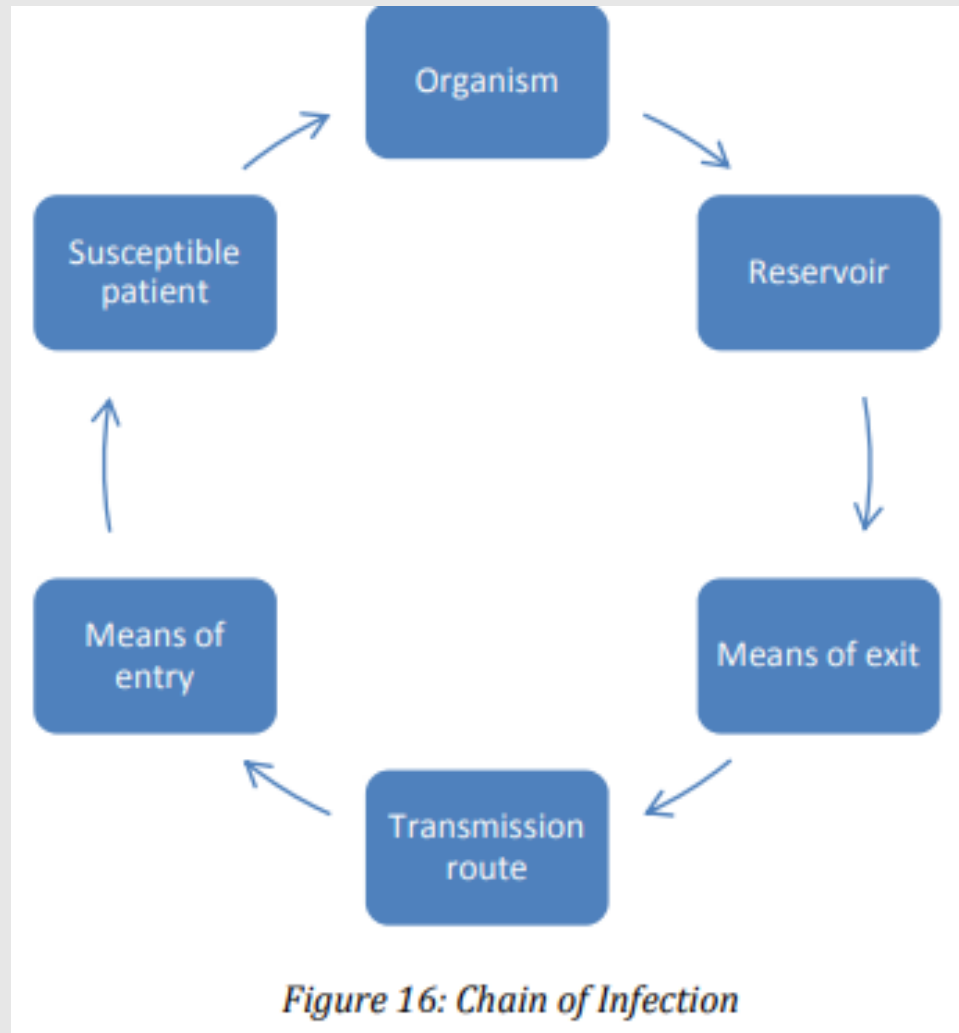 Organism
Reservoir
Means of exit
Transmission
route
Means of
entry
Susceptible
patient
Figure 16: Chain of Infection